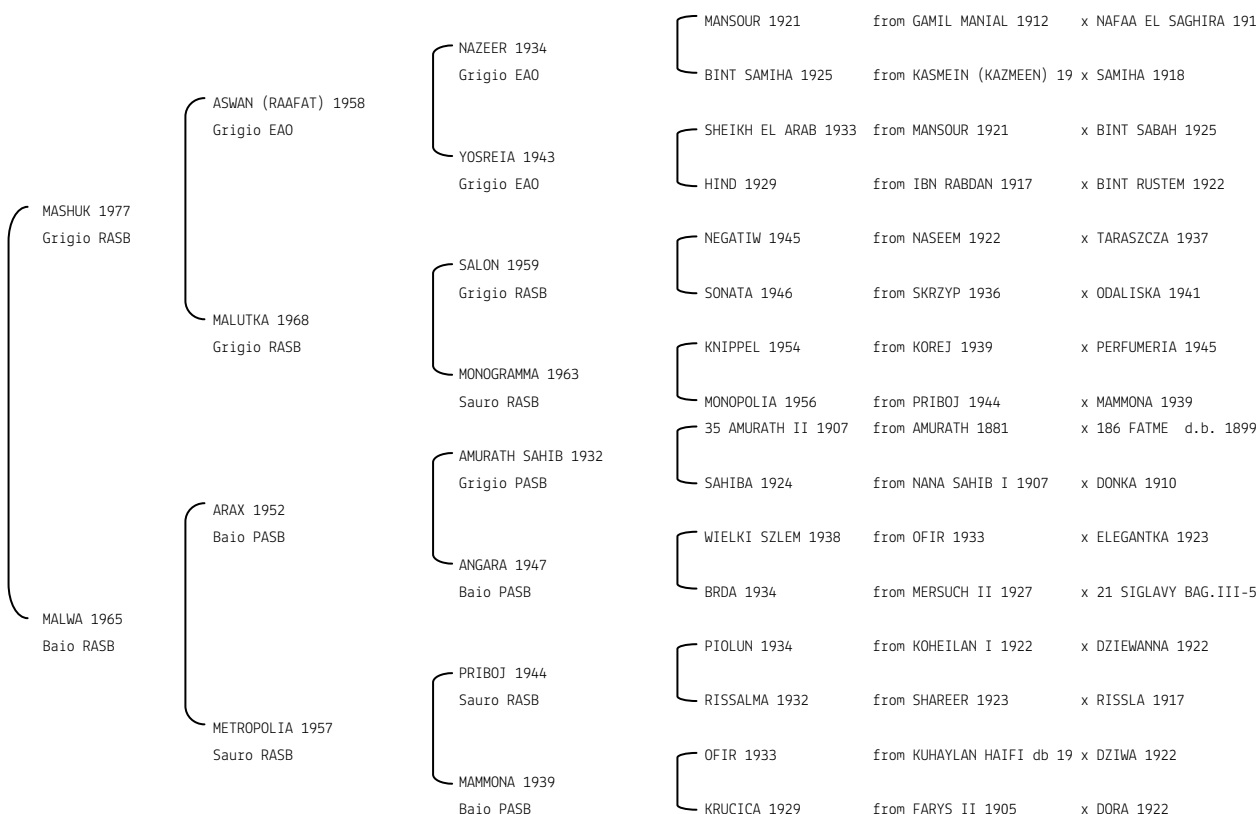 MANSOUR 1921 from GAMIL MANIAL 1912 x NAFAA EL SAGHIRA 191
NAZEER 1934
Grigio EAO
BINT SAMIHA 1925 from KASMEIN (KAZMEEN) 19 x SAMIHA 1918
ASWAN (RAAFAT) 1958
Grigio EAO
SHEIKH EL ARAB 1933 from MANSOUR 1921 x BINT SABAH 1925
YOSREIA 1943
Grigio EAO
HIND 1929 from IBN RABDAN 1917 x BINT RUSTEM 1922
MASHUK 1977
Grigio RASB
NEGATIW 1945 from NASEEM 1922 x TARASZCZA 1937
SALON 1959
Grigio RASB
SONATA 1946 from SKRZYP 1936 x ODALISKA 1941
MALUTKA 1968
Grigio RASB
KNIPPEL 1954 from KOREJ 1939 x PERFUMERIA 1945
MONOGRAMMA 1963
Sauro RASB
MONOPOLIA 1956 from PRIBOJ 1944 x MAMMONA 1939
35 AMURATH II 1907 from AMURATH 1881 x 186 FATME d.b. 1899
AMURATH SAHIB 1932
Grigio PASB
SAHIBA 1924 from NANA SAHIB I 1907 x DONKA 1910
ARAX 1952
Baio PASB
WIELKI SZLEM 1938 from OFIR 1933 x ELEGANTKA 1923
ANGARA 1947
Baio PASB
BRDA 1934 from MERSUCH II 1927 x 21 SIGLAVY BAG.III-5
MALWA 1965
Baio RASB
PIOLUN 1934 from KOHEILAN I 1922 x DZIEWANNA 1922
PRIBOJ 1944
Sauro RASB
RISSALMA 1932 from SHAREER 1923 x RISSLA 1917
METROPOLIA 1957
Sauro RASB
OFIR 1933 from KUHAYLAN HAIFI db 19 x DZIWA 1922
MAMMONA 1939
Baio PASB
KRUCICA 1929 from FARYS II 1905 x DORA 1922